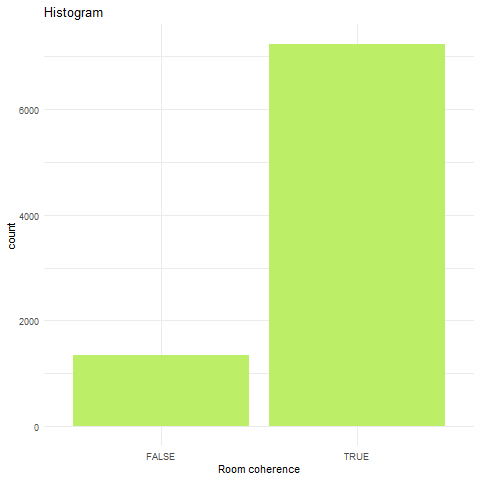 Histogram
6000
4000
2000
0
count
FALSE
TRUE
Room coherence